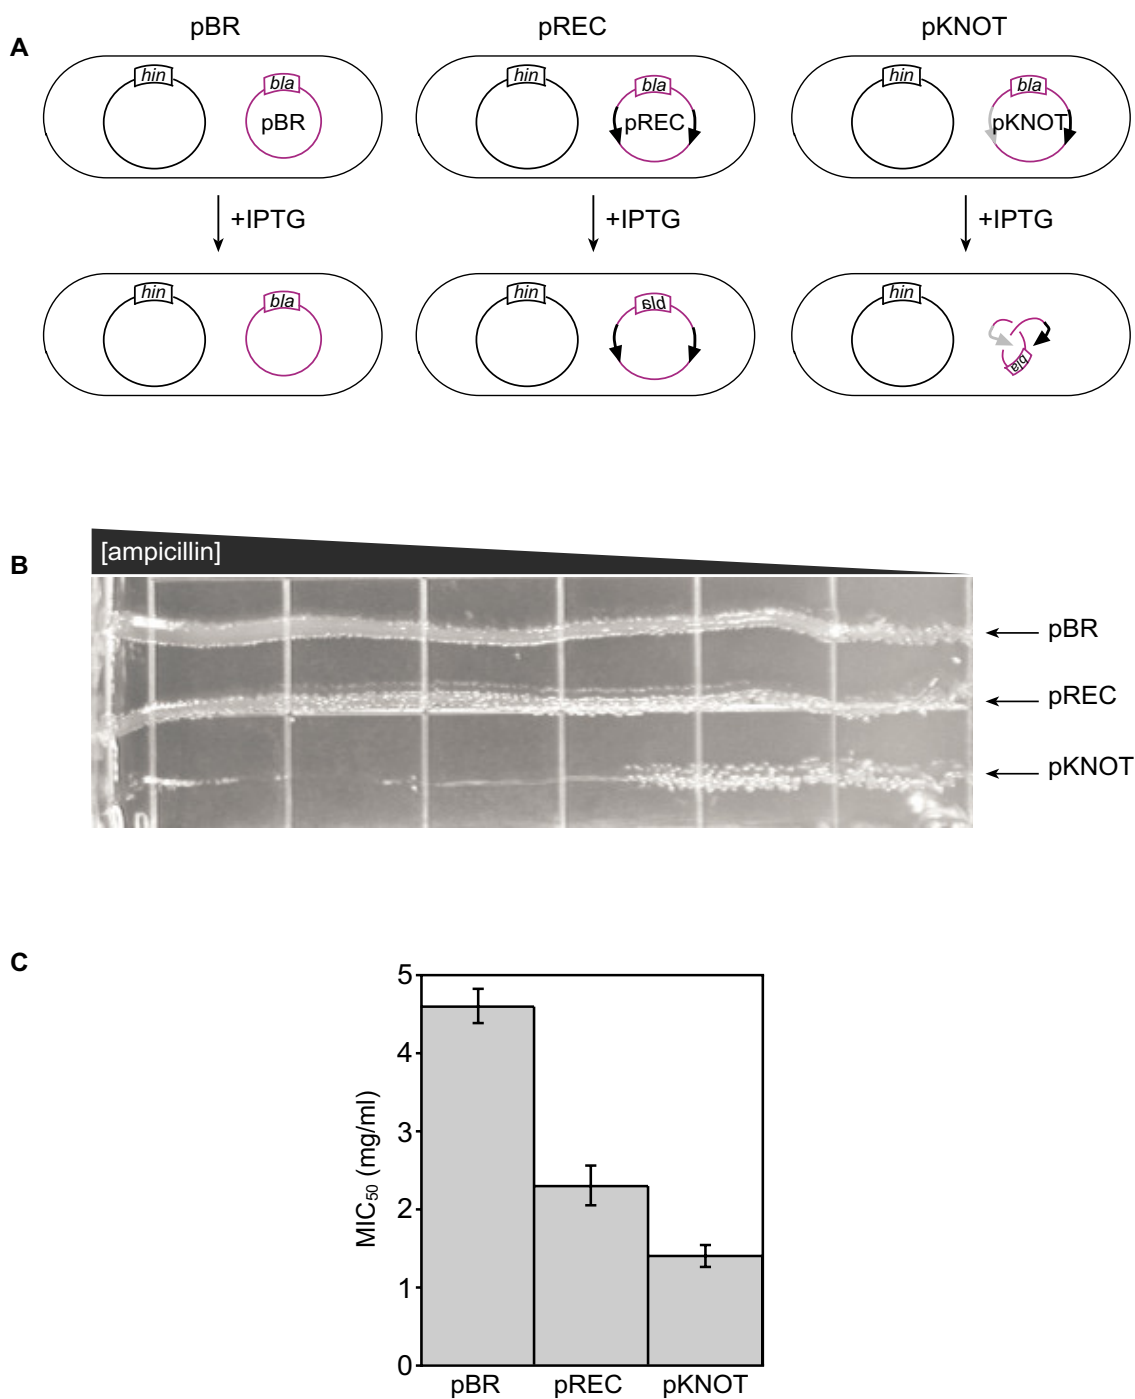 A
pBR
pREC
pKNOT
hin
bla
pBR
hin
bla
pREC
hin
bla
pKNOT
+IPTG
+IPTG
+IPTG
hin
bla
hin
bla
hin
bla
B
[ampicillin]
pBR
pREC
pKNOT
C
MIC50 (mg/ml)
5
4
3
2
1
0
pBR
pREC
pKNOT